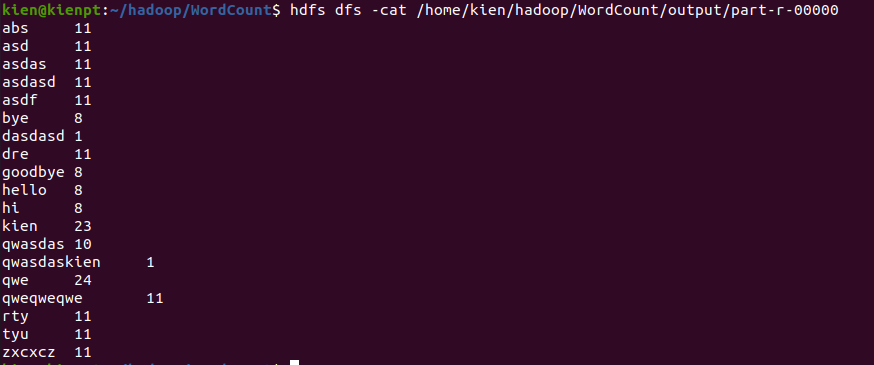 kien@kienpt:~/hadoop/WordCount$ hdfs dfs -cat /home/kien/hadoop/WordCount/output/part-r-00000
abs 11
asd 11
asdas 11
asdasd 11
asdf 11
bye 8
dasdasd 1
dre 11
goodbye 8
hello 8
hi 8
kien 23
qwasdas 10
qwasdaskien 1
qwe 24
qweqweqwe 11
rty 11
tyu 11
zxcxcz 11